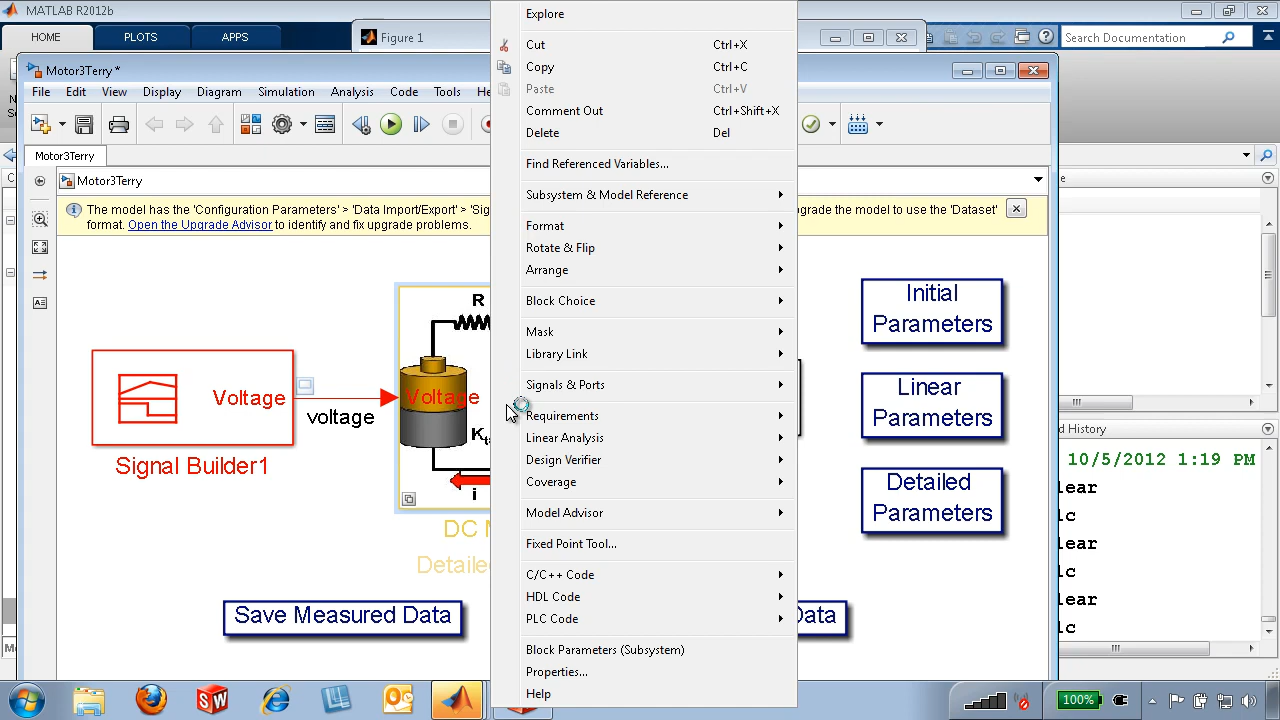 MATLAB R2012b
HOME
PLOTS
APPS
Figure 1
Search Documentation
Motor3Terry *
File
Edit
View
Display
Diagram
Simulation
Analysis
Code
Tools
He
Motor3Terry
Motor3Terry
The model has the 'Configuration Parameters' > 'Data Import/Export' > 'Sig
grade the model to use the 'Dataset'
format. Open the Upgrade Advisor to identify and fix upgrade problems.
Explore
Cut Ctrl+X
Copy Ctrl+C
Paste Ctrl+V
Comment Out Ctrl+Shift+X
Delete Del
Find Referenced Variables...
Subsystem & Model Reference
Format
Rotate & Flip
Arrange
Block Choice
Mask
Library Link
Signals & Ports
Requirements
Linear Analysis
Design Verifier
Coverage
Model Advisor
Fixed Point Tool...
C/C++ Code
HDL Code
PLC Code
Block Parameters (Subsystem)
Properties...
Help
R
Voltage
voltage
Voltage
Signal Builder1
i
DC M
Detailed
Save Measured Data
Data
Initial
Parameters
Linear
Parameters
Detailed
Parameters
d History
10/5/2012 1:19 PM
lear
lc
lear
lc
lear
lc
100%